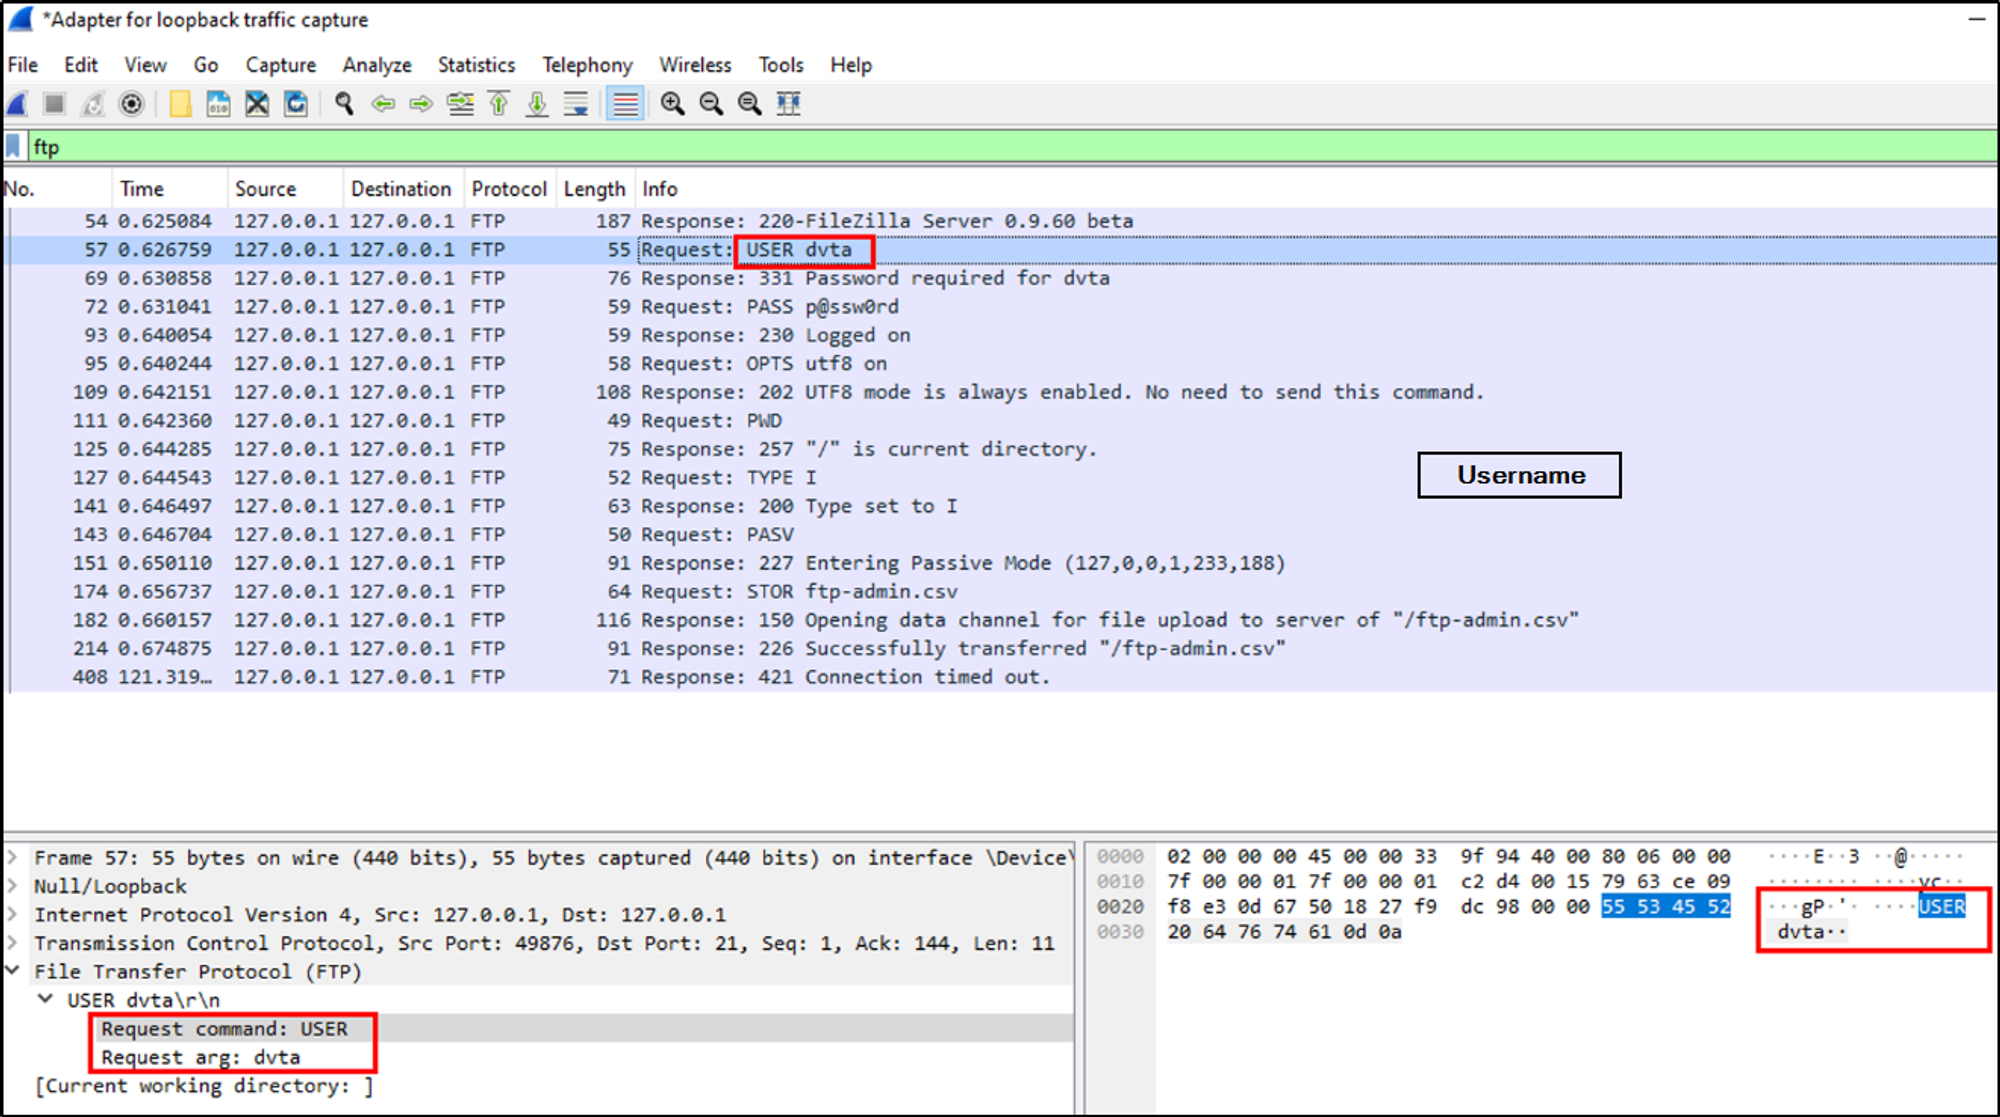 *Adapter for loopback traffic capture
File Edit View Go Capture Analyze Statistics Telephony Wireless Tools Help
ftp
No. Time Source Destination Protocol Length Info
54 0.625084 127.0.0.1 127.0.0.1 FTP 187 Response: 220-FileZilla Server 0.9.60 beta
57 0.626759 127.0.0.1 127.0.0.1 FTP 55 Request: USER dvta
69 0.630858 127.0.0.1 127.0.0.1 FTP 76 Response: 331 Password required for dvta
72 0.631041 127.0.0.1 127.0.0.1 FTP 59 Request: PASS p@ssw0rd
93 0.640054 127.0.0.1 127.0.0.1 FTP 59 Response: 230 Logged on
95 0.640244 127.0.0.1 127.0.0.1 FTP 58 Request: OPTS utf8 on
109 0.642151 127.0.0.1 127.0.0.1 FTP 108 Response: 202 UTF8 mode is always enabled. No need to send this command.
111 0.642360 127.0.0.1 127.0.0.1 FTP 49 Request: PWD
125 0.644285 127.0.0.1 127.0.0.1 FTP 75 Response: 257 "/" is current directory.
127 0.644543 127.0.0.1 127.0.0.1 FTP 52 Request: TYPE I
141 0.646497 127.0.0.1 127.0.0.1 FTP 63 Response: 200 Type set to I
143 0.646704 127.0.0.1 127.0.0.1 FTP 50 Request: PASV
151 0.650110 127.0.0.1 127.0.0.1 FTP 91 Response: 227 Entering Passive Mode (127,0,0,1,233,188)
174 0.656737 127.0.0.1 127.0.0.1 FTP 64 Request: STOR ftp-admin.csv
182 0.660157 127.0.0.1 127.0.0.1 FTP 116 Response: 150 Opening data channel for file upload to server of "/ftp-admin.csv"
214 0.674875 127.0.0.1 127.0.0.1 FTP 91 Response: 226 Successfully transferred "/ftp-admin.csv"
408 121.319… 127.0.0.1 127.0.0.1 FTP 71 Response: 421 Connection timed out.
Username
Frame 57: 55 bytes on wire (440 bits), 55 bytes captured (440 bits) on interface \Device\
Null/Loopback
Internet Protocol Version 4, Src: 127.0.0.1, Dst: 127.0.0.1
Transmission Control Protocol, Src Port: 49876, Dst Port: 21, Seq: 1, Ack: 144, Len: 11
File Transfer Protocol (FTP)
USER dvta\r\n
Request command: USER
Request arg: dvta
[Current working directory: ]
0000 02 00 00 00 45 00 00 33 9f 94 40 00 80 06 00 00 ····E··3 ··@·····
0010 7f 00 00 01 7f 00 00 01 c2 d4 00 15 79 63 ce 09 ········ ····yc··
0020 f8 e3 0d 67 50 18 27 f9 dc 98 00 00 55 53 45 52 ···gP·'· ····USER
0030 20 64 76 74 61 0d 0a dvta··